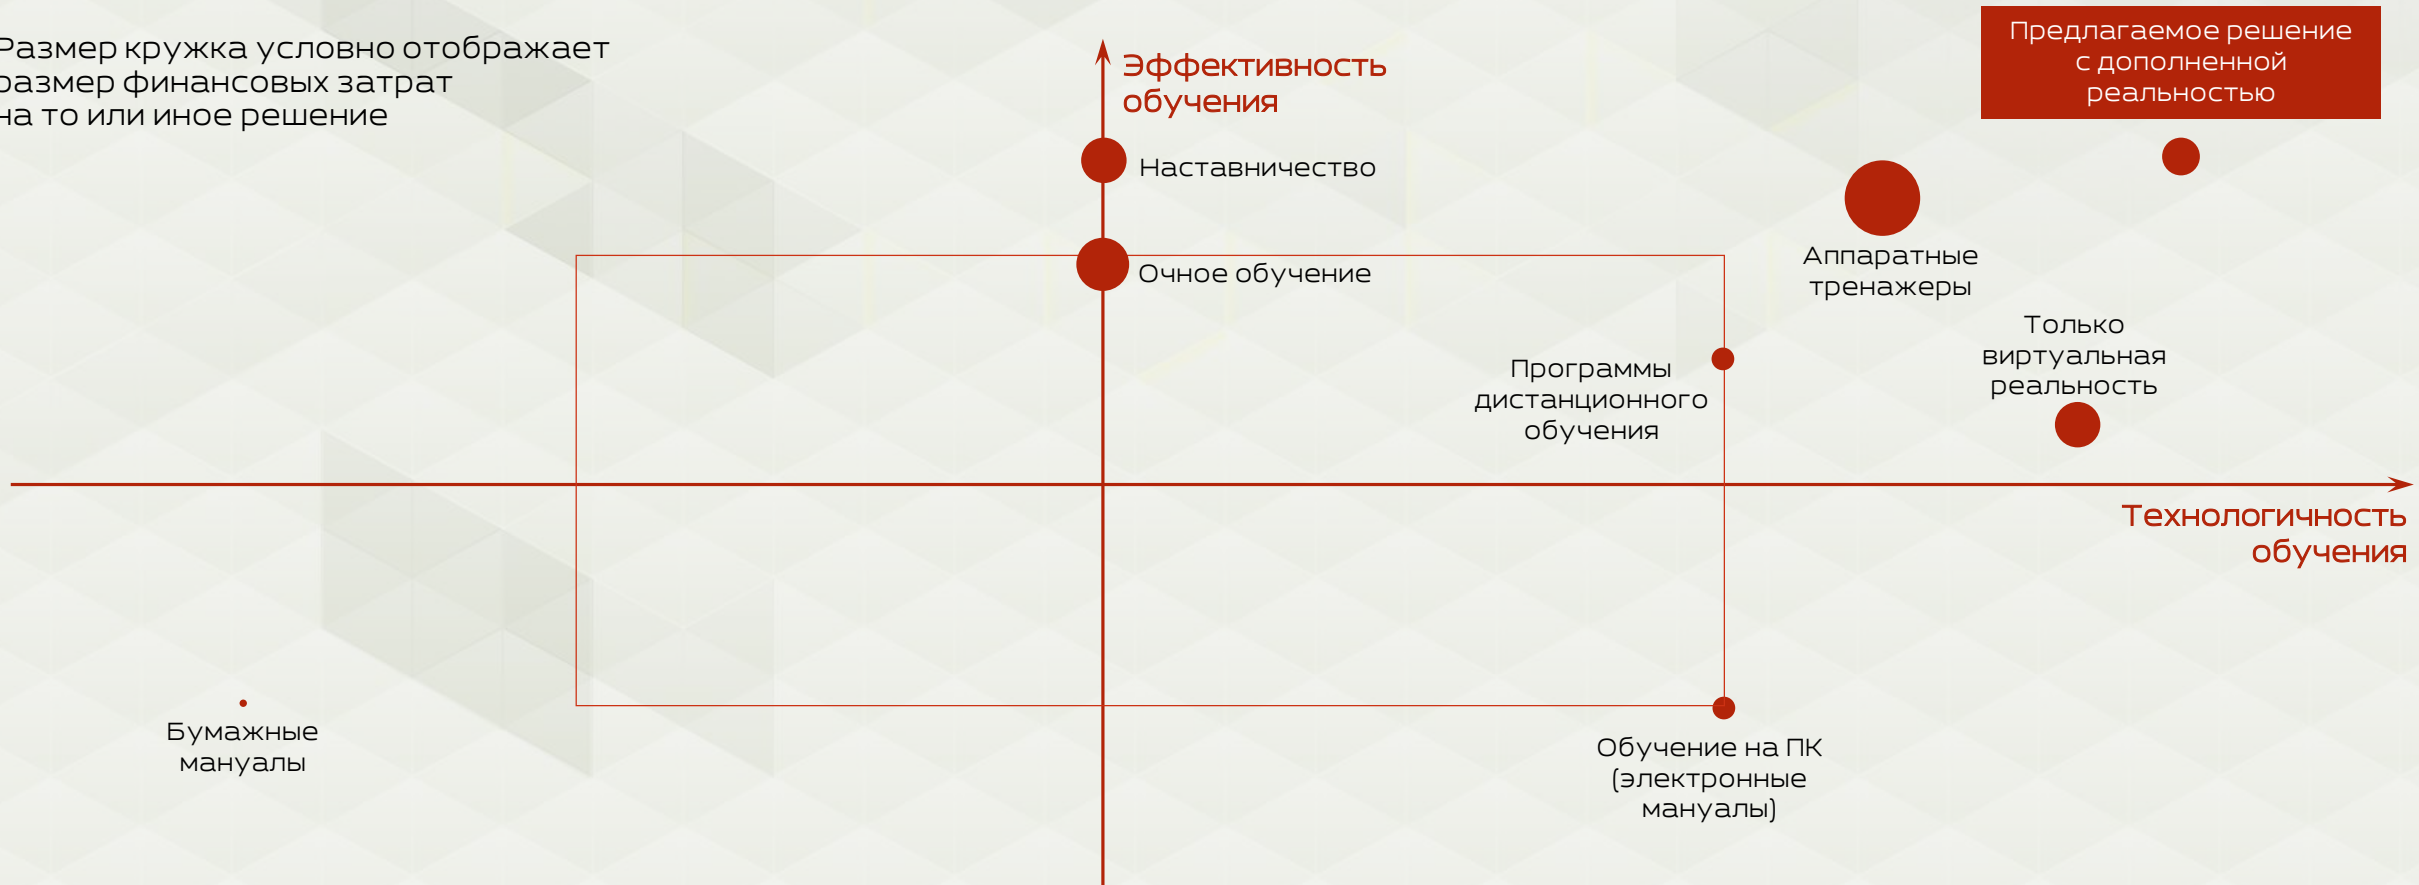 Размер кружка условно отображает
размер финансовых затрат
на то или иное решение
Эффективность
обучения
Предлагаемое решение
с дополненной
реальностью
Наставничество
Очное обучение
Аппаратные
тренажеры
Только
виртуальная
реальность
Программы
дистанционного
обучения
Технологичность
обучения
Бумажные
мануалы
Обучение на ПК
(электронные
мануалы)